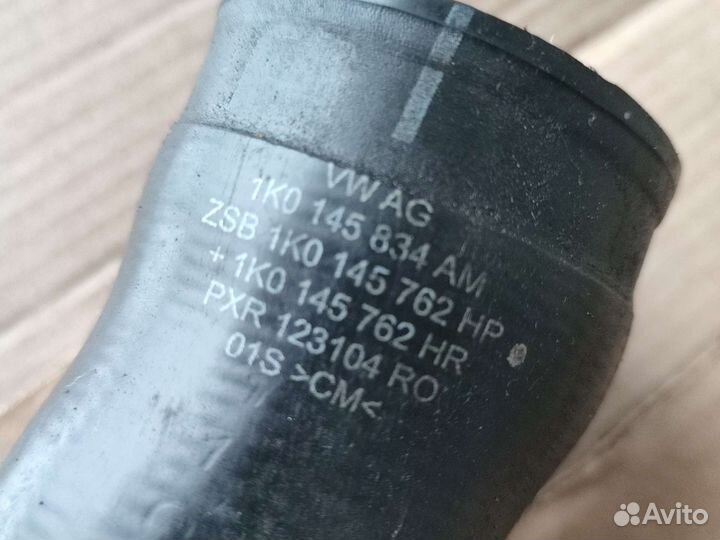 VW AG
1K0 145 834 AM
ZSB 1K0 145 762 HP
+ 1K0 145 762 HR
PXR 123104 RO
01S >CM<
Avito